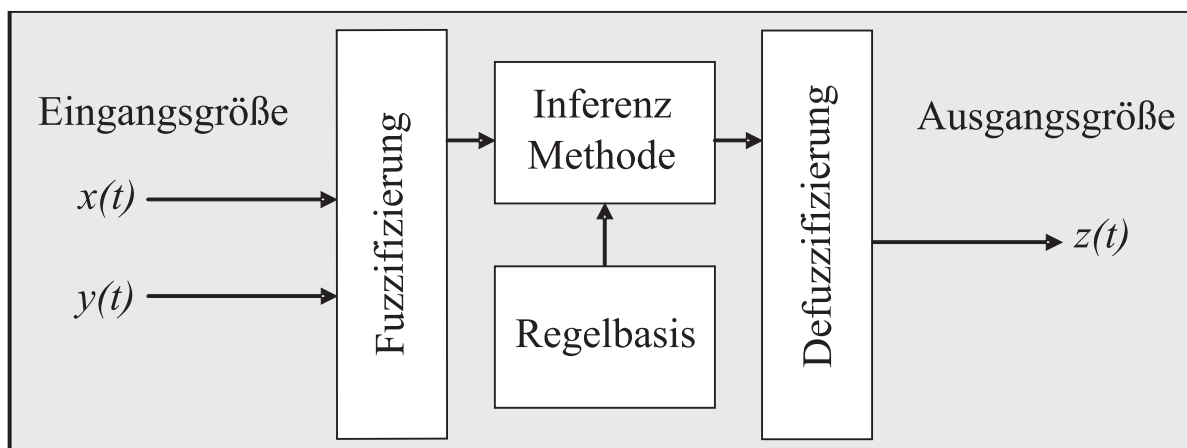 Eingangsgröße
x(t)
y(t)
Fuzzifizierung
Inferenz
Methode
Regelbasis
Defuzzifizierung
Ausgangsgröße
z(t)